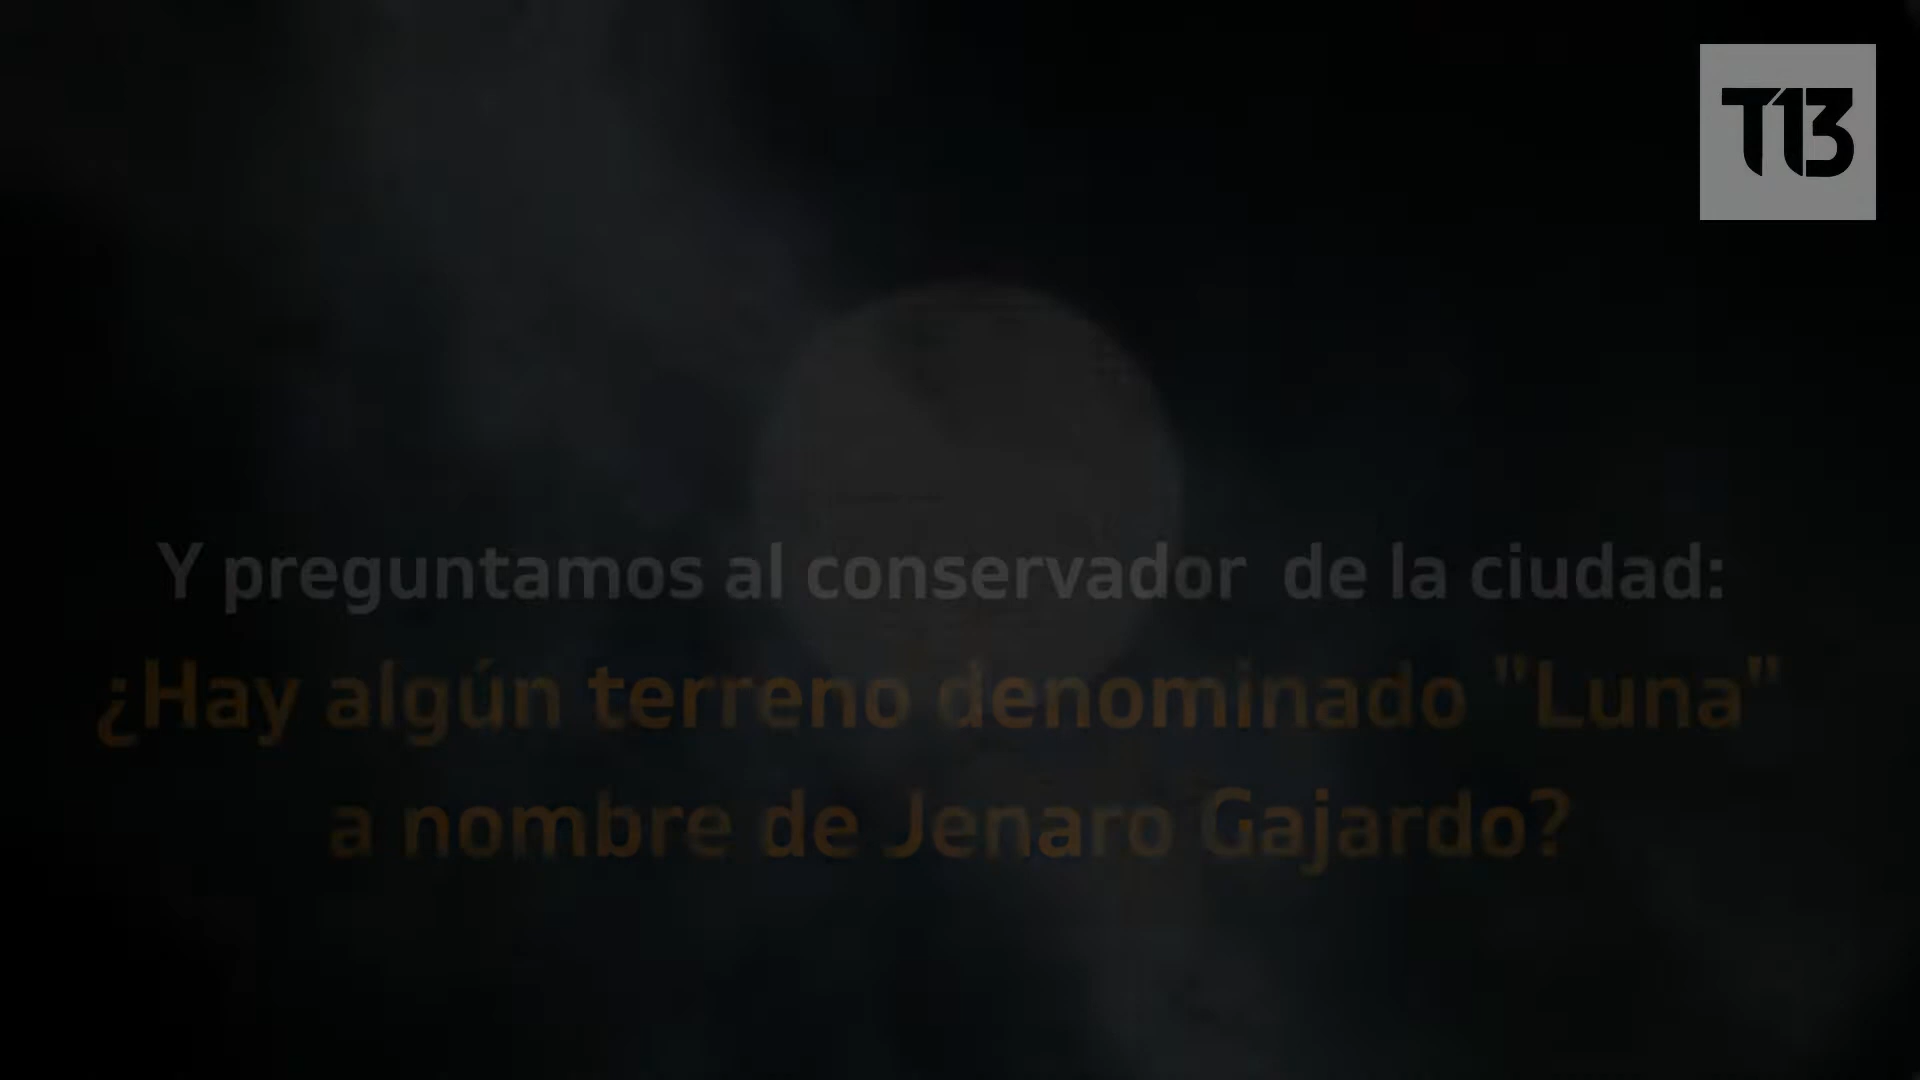 T13
Y preguntamos al conservador de la ciudad:
¿Hay algún terreno denominado "Luna"
a nombre de Jenaro Gajardo?